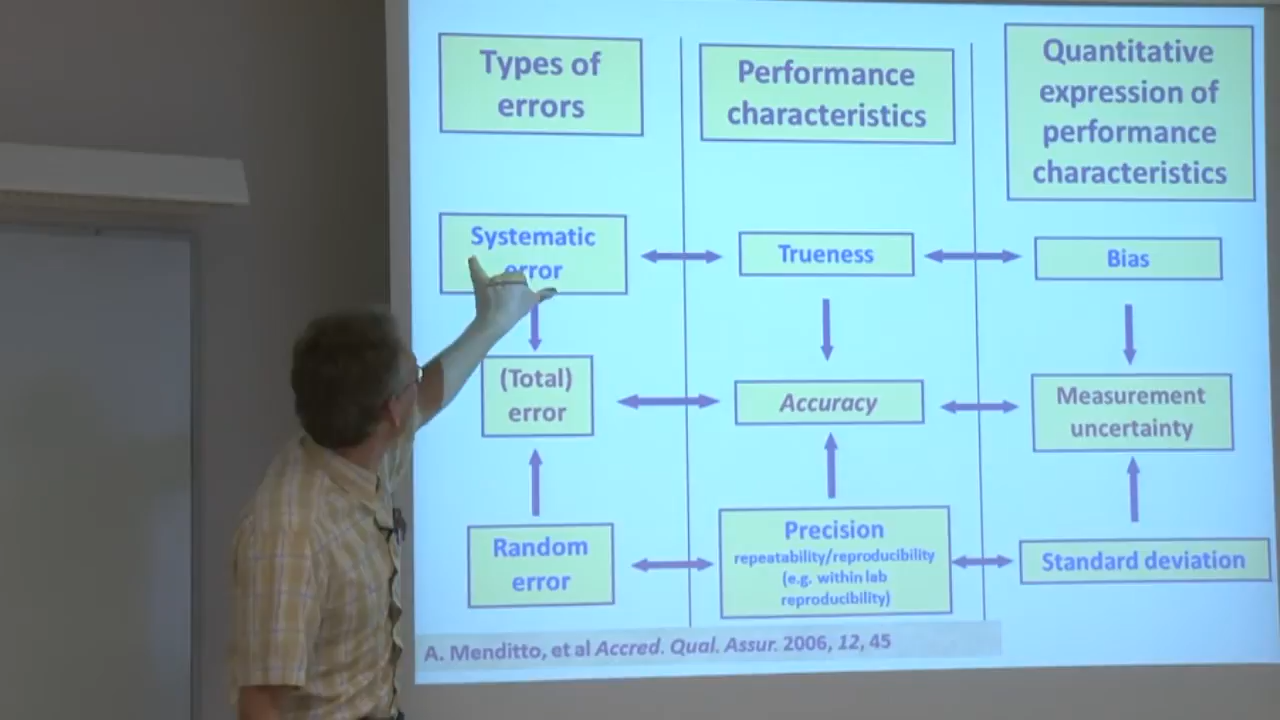 Types of
errors
Performance
characteristics
Quantitative
expression of
performance
characteristics
Systematic
error
Trueness
Bias
(Total)
error
Accuracy
Measurement
uncertainty
Random
error
Precision
repeatability/reproducibility
(e.g. within lab
reproducibility)
Standard deviation
A. Menditto, et al Accred. Qual. Assur. 2006, 12, 45